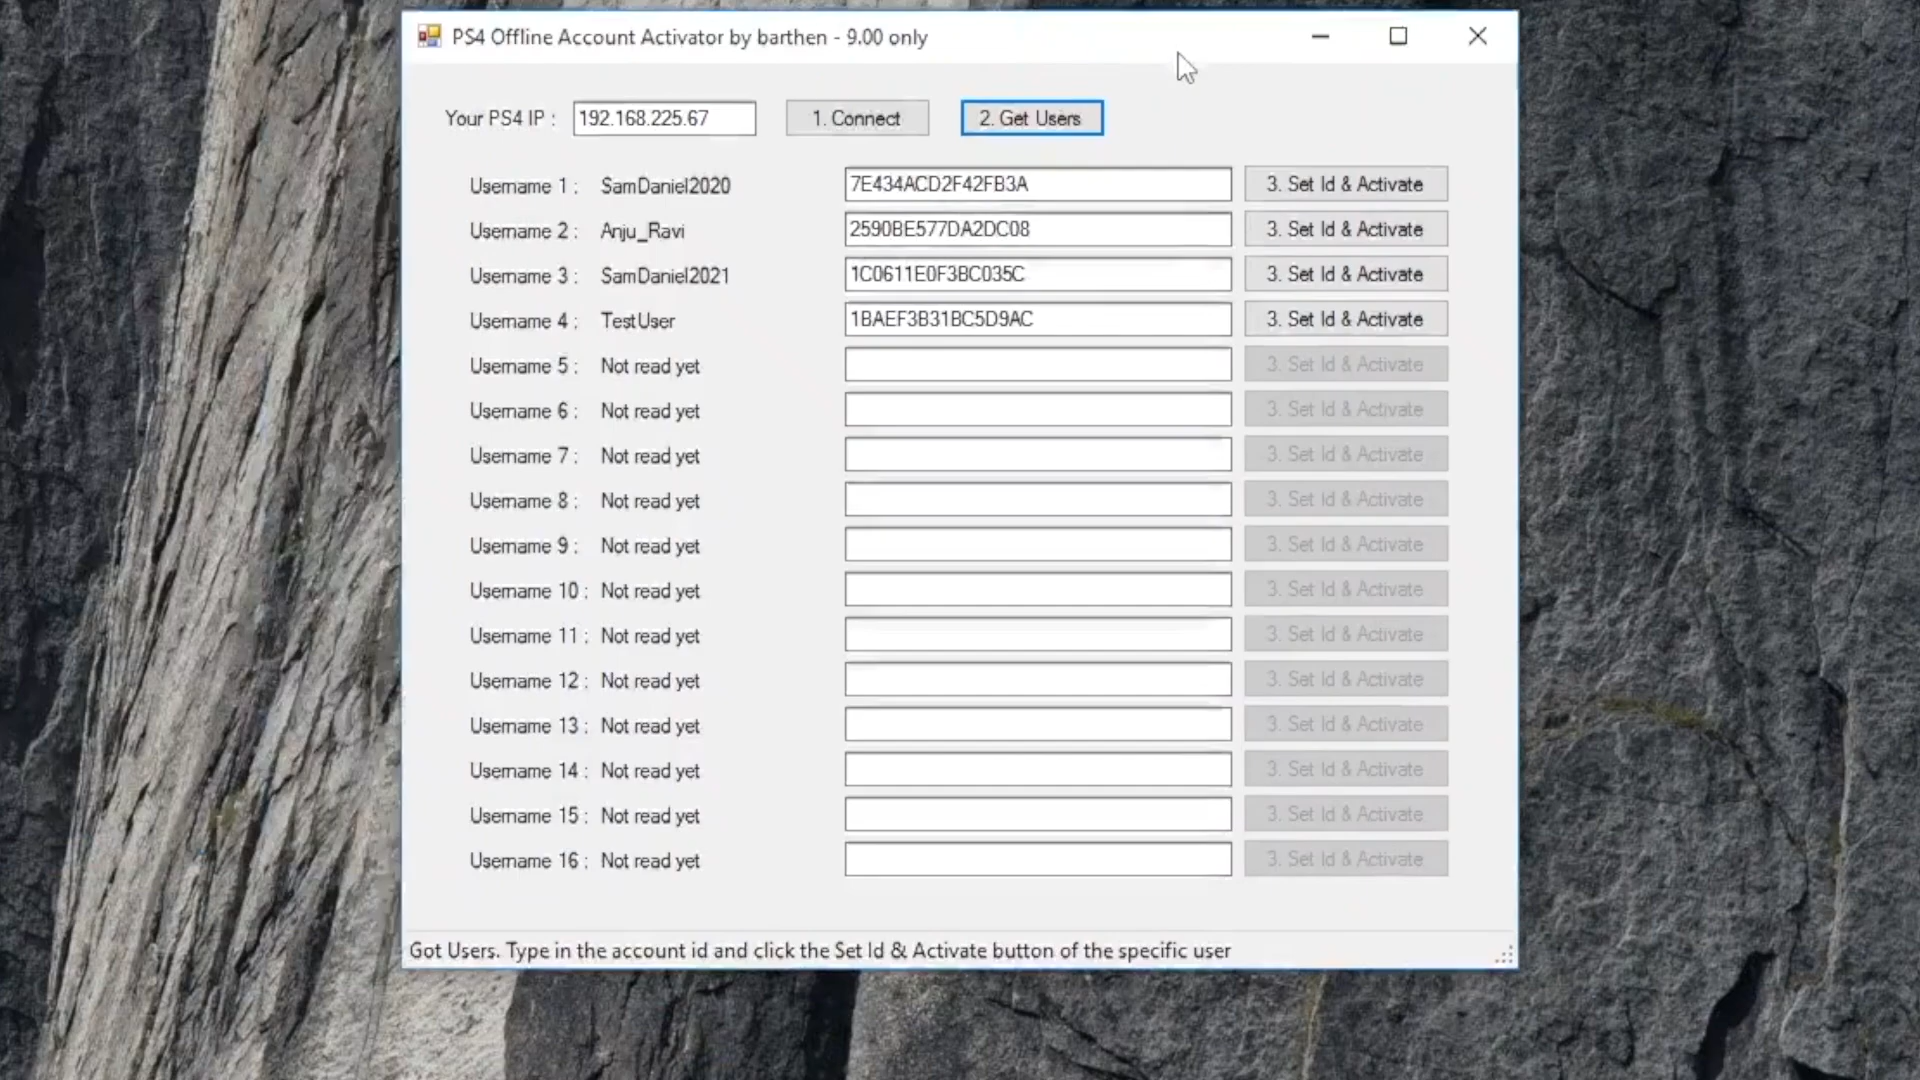 PS4 Offline Account Activator by barthen - 9.00 only
Your PS4 IP : 192.168.225.67 1. Connect 2. Get Users
Username 1 : SamDaniel2020 7E434ACD2F42FB3A 3. Set Id & Activate
Username 2 : Anju_Ravi 2590BE577DA2DC08 3. Set Id & Activate
Username 3 : SamDaniel2021 1C0611E0F3BC035C 3. Set Id & Activate
Username 4 : TestUser 1BAEF3B31BC5D9AC 3. Set Id & Activate
Username 5 : Not read yet 3. Set Id & Activate
Username 6 : Not read yet 3. Set Id & Activate
Username 7 : Not read yet 3. Set Id & Activate
Username 8 : Not read yet 3. Set Id & Activate
Username 9 : Not read yet 3. Set Id & Activate
Username 10 : Not read yet 3. Set Id & Activate
Username 11 : Not read yet 3. Set Id & Activate
Username 12 : Not read yet 3. Set Id & Activate
Username 13 : Not read yet 3. Set Id & Activate
Username 14 : Not read yet 3. Set Id & Activate
Username 15 : Not read yet 3. Set Id & Activate
Username 16 : Not read yet 3. Set Id & Activate
Got Users. Type in the account id and click the Set Id & Activate button of the specific user